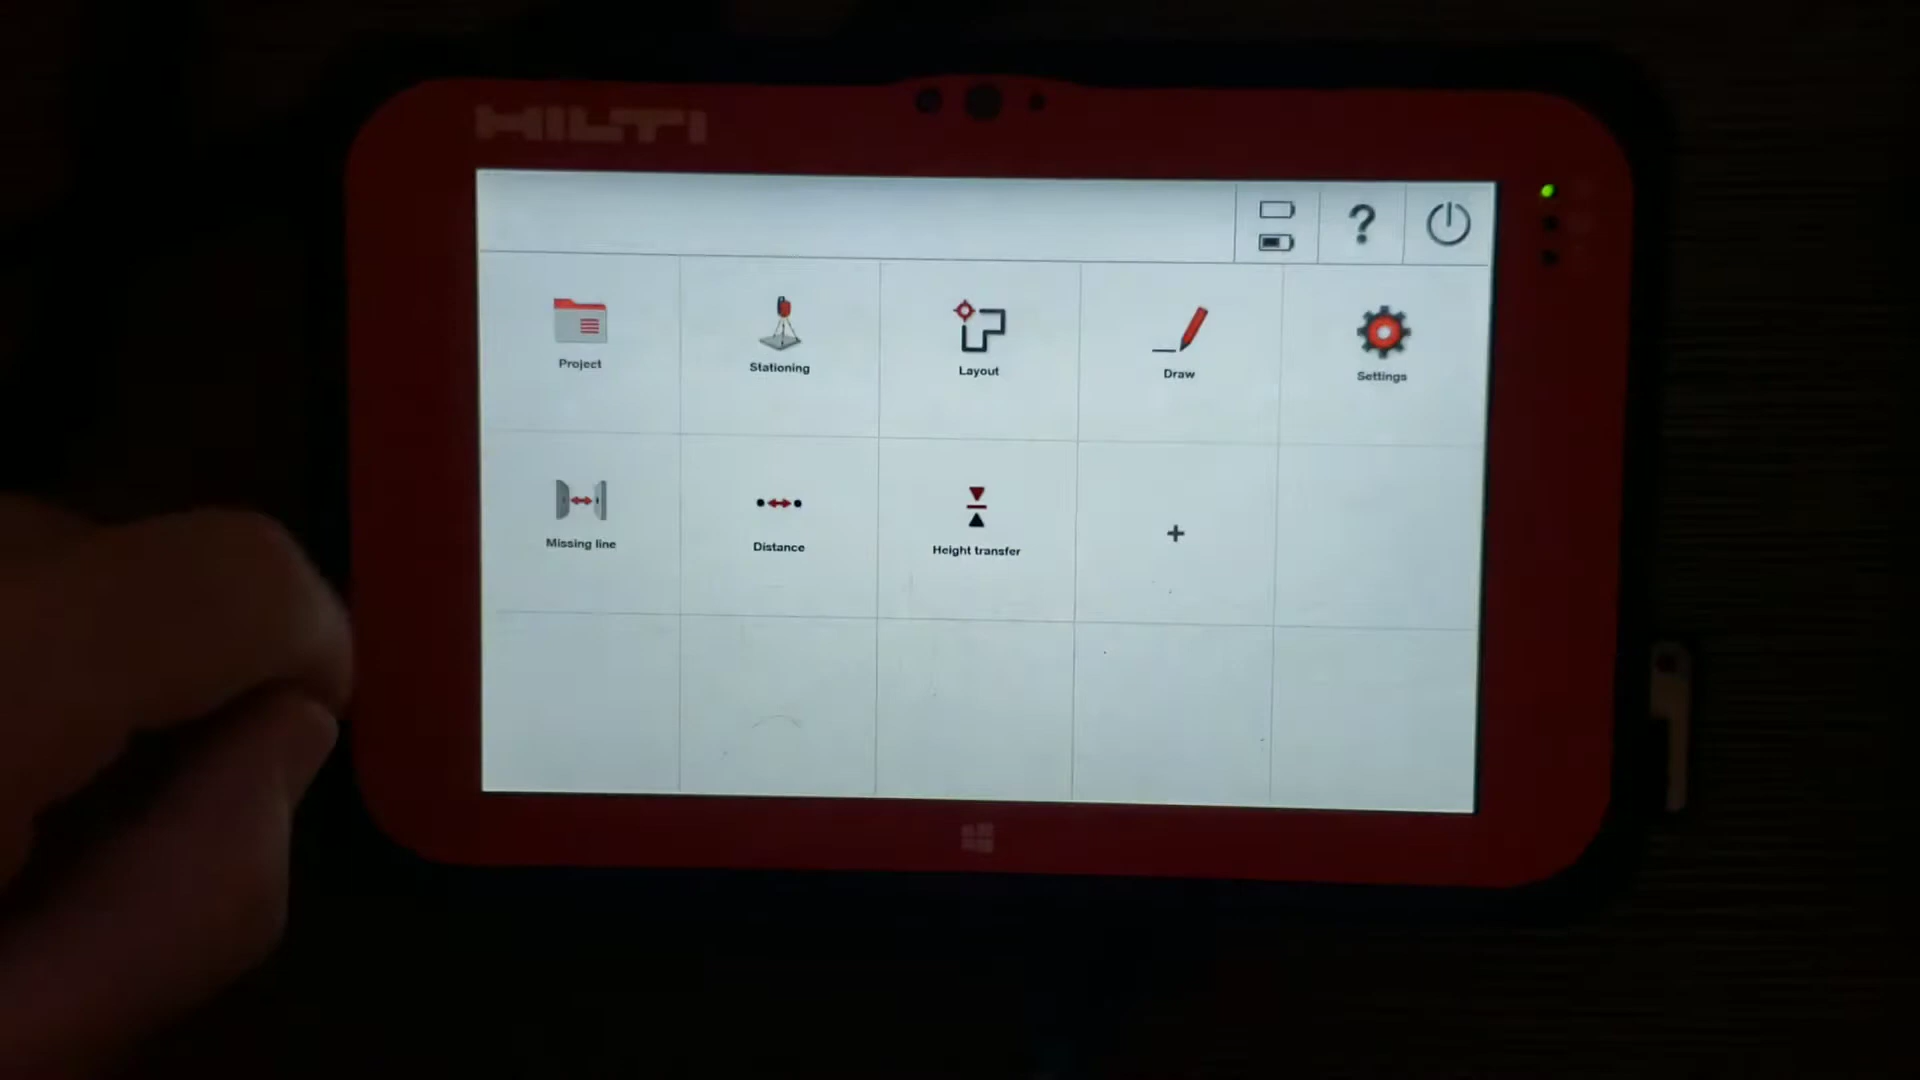 HILTI
?
Project
Stationing
Layout
Draw
Settings
Missing line
Distance
Height transfer
+